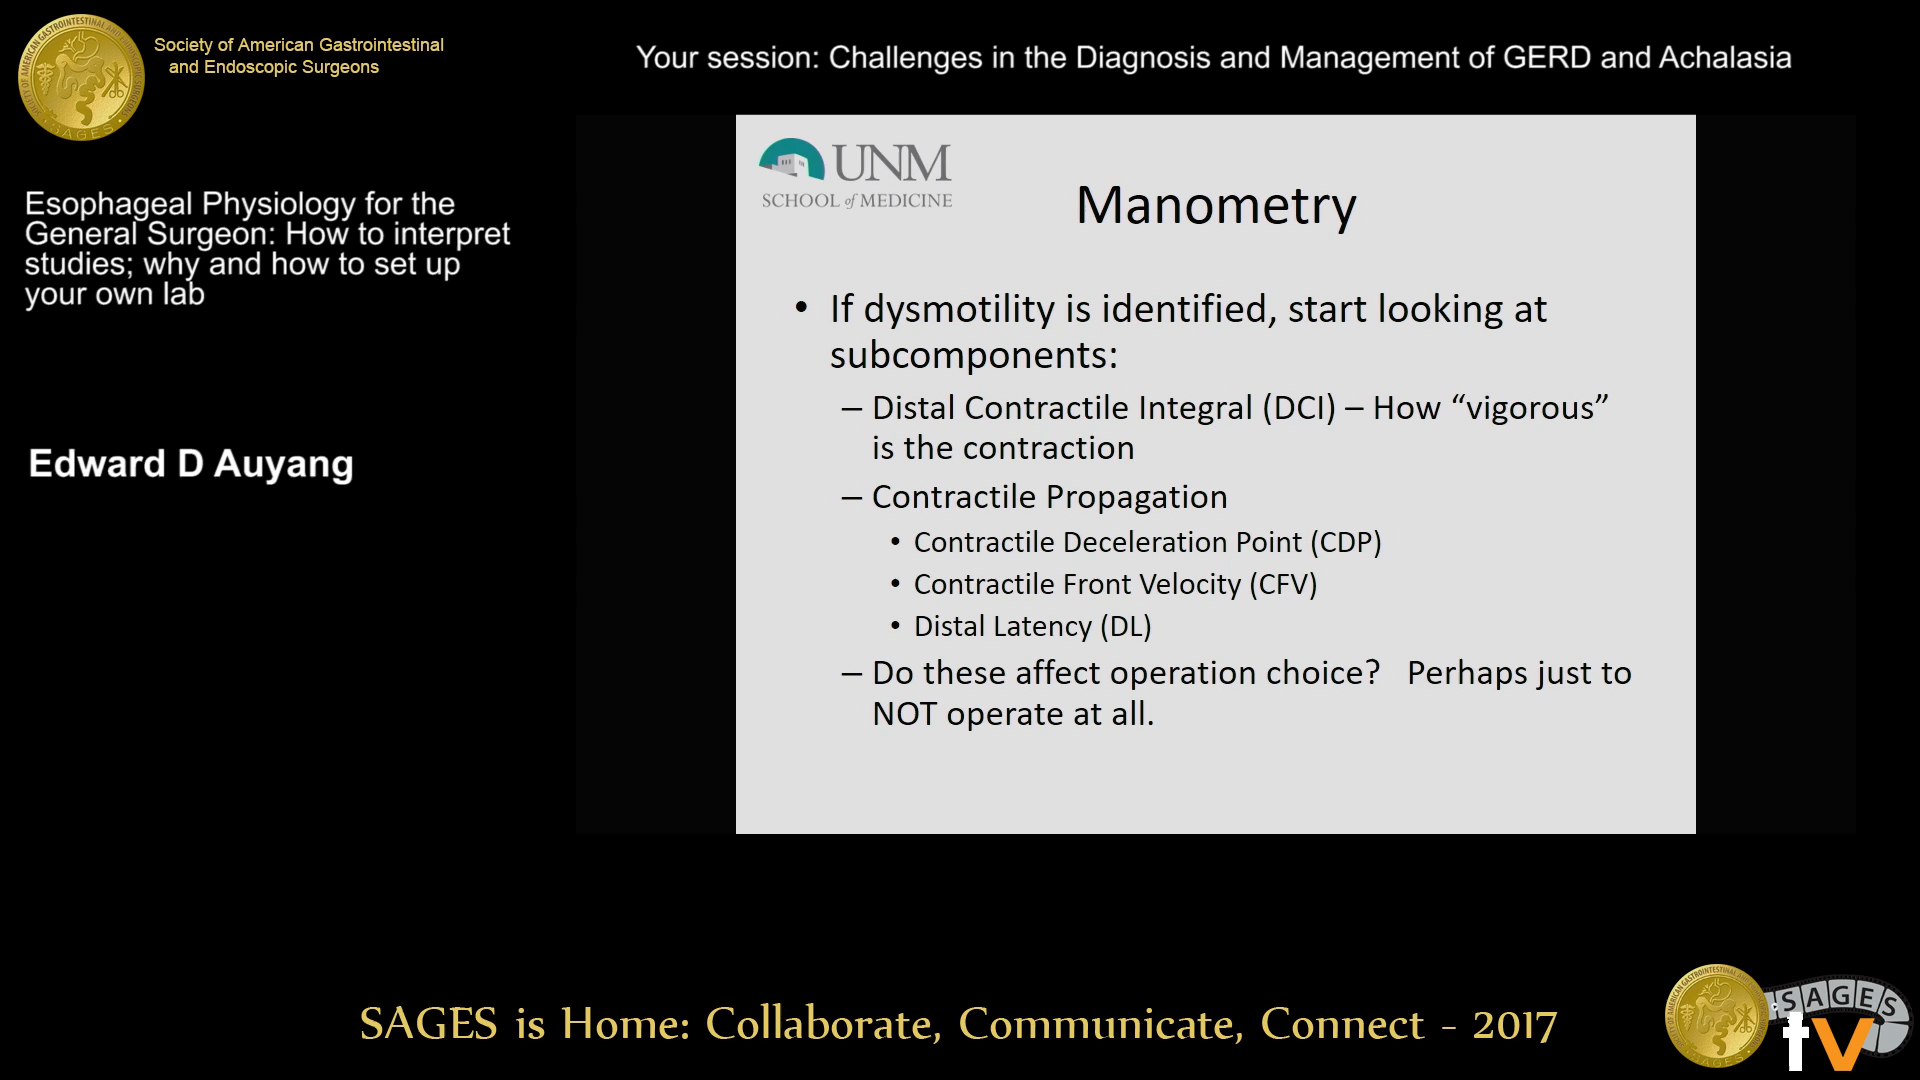 Society of American Gastrointestinal
and Endoscopic Surgeons
Your session: Challenges in the Diagnosis and Management of GERD and Achalasia
Esophageal Physiology for the
General Surgeon: How to interpret
studies; why and how to set up
your own lab
Edward D Auyang
UNM
SCHOOL of MEDICINE
Manometry
• If dysmotility is identified, start looking at
subcomponents:
– Distal Contractile Integral (DCI) – How “vigorous”
is the contraction
– Contractile Propagation
• Contractile Deceleration Point (CDP)
• Contractile Front Velocity (CFV)
• Distal Latency (DL)
– Do these affect operation choice? Perhaps just to
NOT operate at all.
SAGES is Home: Collaborate, Communicate, Connect - 2017
SAGES
tv
SAGES